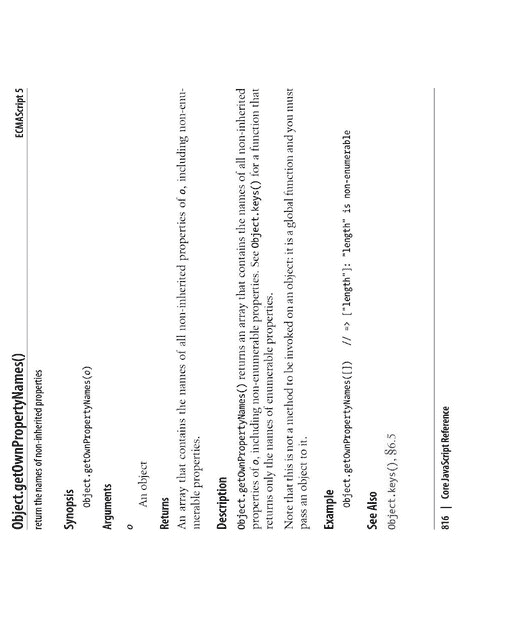 Object.getOwnPropertyNames() ECMAScript 5
return the names of non-inherited properties
Synopsis
Object.getOwnPropertyNames(o)
Arguments
o
An object
Returns
An array that contains the names of all non-inherited properties of o, including non-enu-
merable properties.
Description
Object.getOwnPropertyNames() returns an array that contains the names of all non-inherited
properties of o, including non-enumerable properties. See Object.keys() for a function that
returns only the names of enumerable properties.
Note that this is not a method to be invoked on an object: it is a global function and you must
pass an object to it.
Example
Object.getOwnPropertyNames([]) // => ["length"]: "length" is non-enumerable
See Also
Object.keys(), §6.5
816 | Core JavaScript Reference